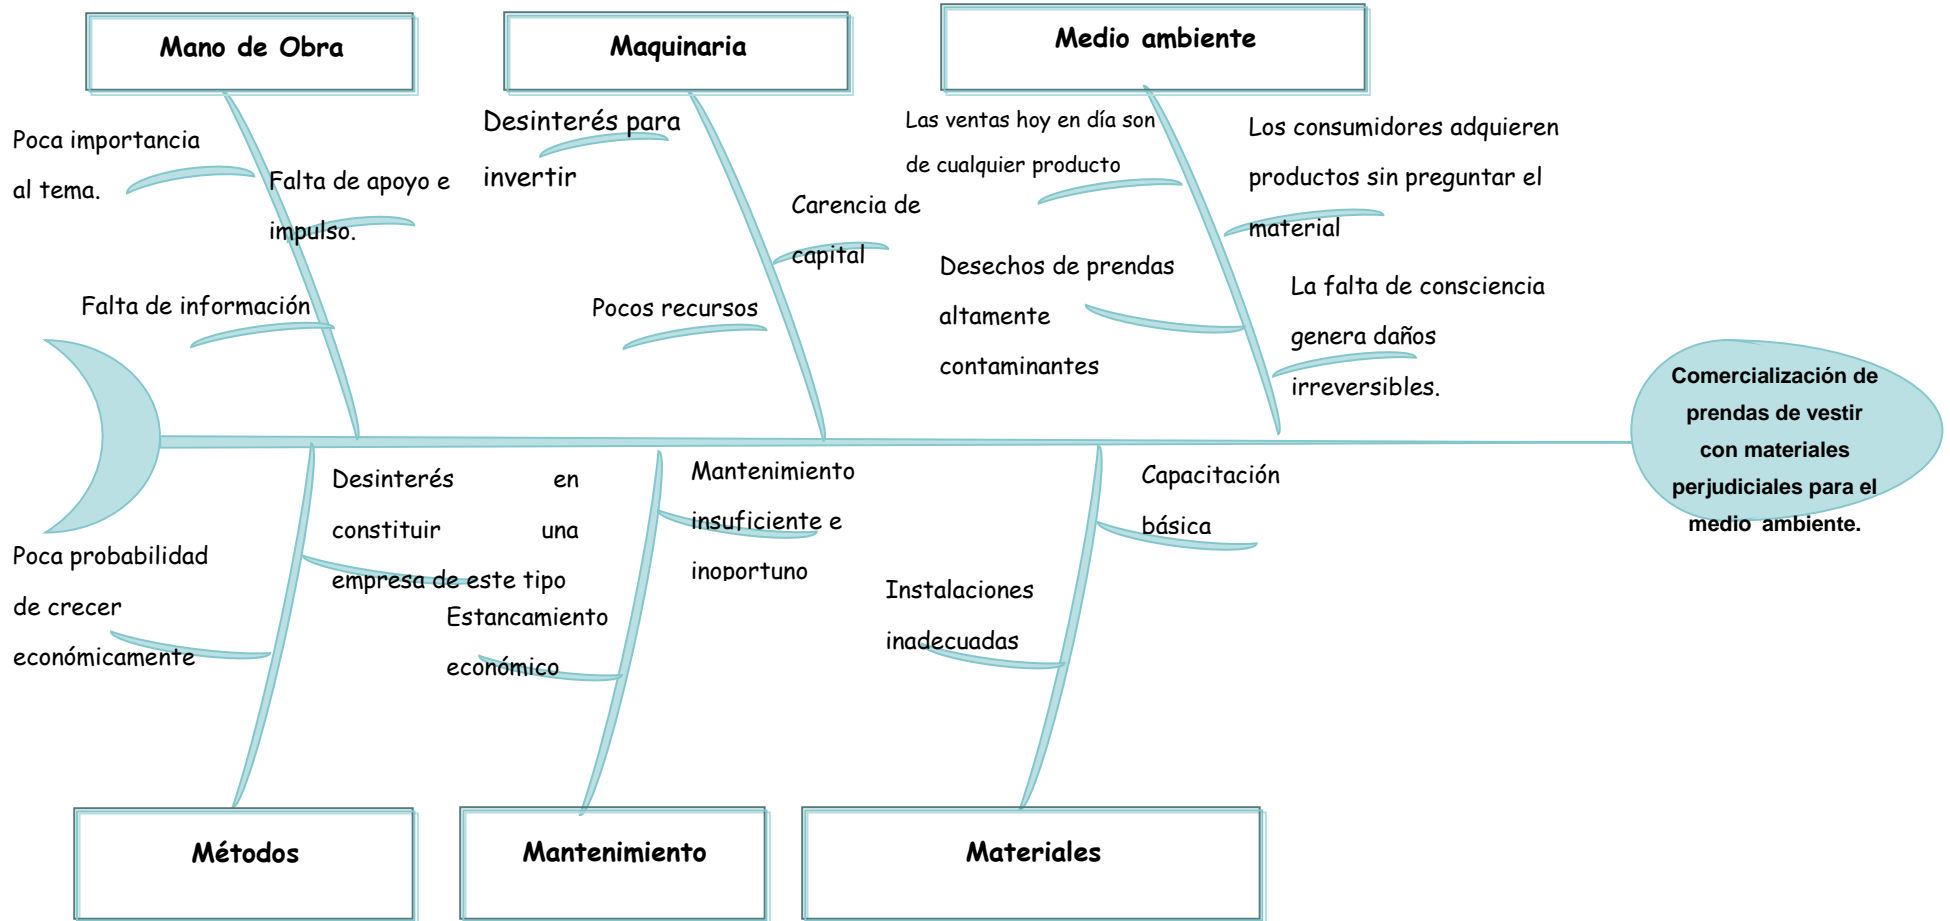 Mano de Obra
Maquinaria
Medio ambiente
Poca importancia
al tema.
Falta de apoyo e
impulso.
Falta de información
Desinterés para
invertir
Carencia de
capital
Pocos recursos
Las ventas hoy en día son
de cualquier producto
Los consumidores adquieren
productos sin preguntar el
material
Desechos de prendas
altamente
contaminantes
La falta de consciencia
genera daños
irreversibles.
Comercialización de
prendas de vestir
con materiales
perjudiciales para el
medio ambiente.
Poca probabilidad
de crecer
económicamente
Desinterés en
constituir una
empresa de este tipo
Estancamiento
económico
Mantenimiento
insuficiente e
inoportuno
Instalaciones
inadecuadas
Capacitación
básica
Métodos
Mantenimiento
Materiales